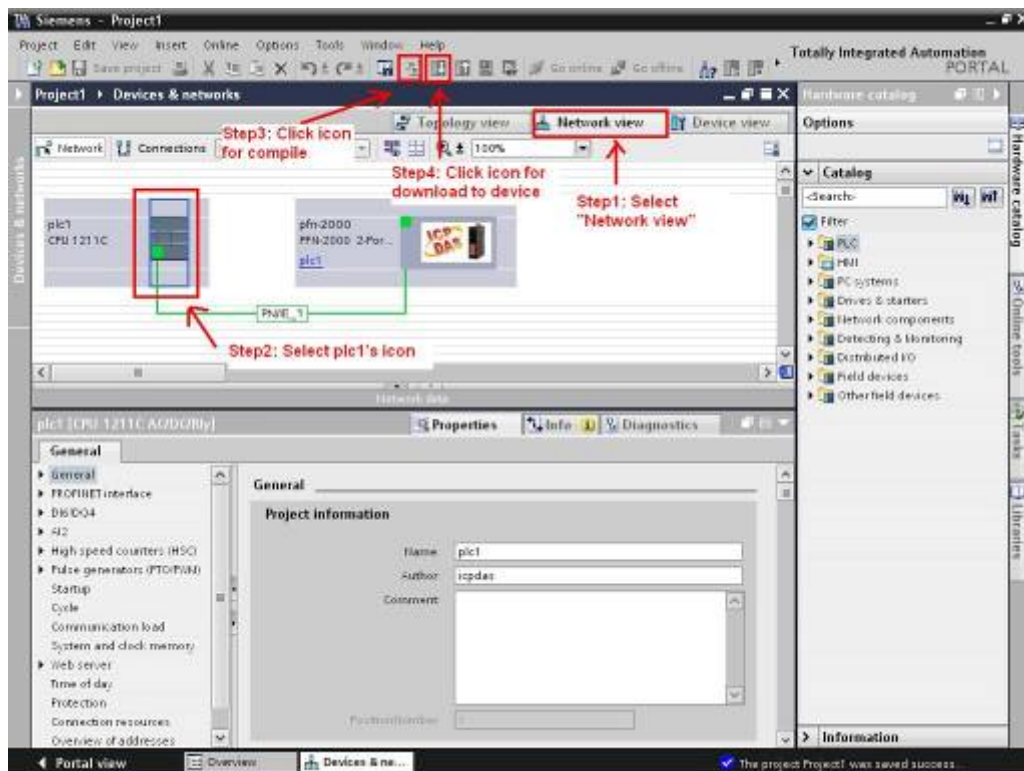 Siemens - Project1
Project Edit View Insert Online Options Tools Window Help
Totally Integrated Automation
PORTAL
Save project
Go online
Go offline
Project1 › Devices & networks
Hardware catalog
Topology view
Network view
Device view
Options
Network
Connections
100%
Step3: Click icon
for compile
Step4: Click icon for
download to device
Step1: Select
"Network view"
Catalog
<Search>
Filter
plc1
CPU 1211C
pfn-2000
PFN-2000 2-Por...
plc1
ICP
DAS
PN/IE_1
Step2: Select plc1's icon
PLC
HMI
PC systems
Drives & starters
Network components
Detecting & Monitoring
Distributed I/O
Field devices
Other field devices
Devices & networks
Hardware catalog
Online tools
Tasks
Libraries
Network data
plc1 [CPU 1211C AC/DC/Rly]
Properties
Info
Diagnostics
General
General
PROFINET interface
DI6/DO4
AI2
High speed counters (HSC)
Pulse generators (PTO/PWM)
Startup
Cycle
Communication load
System and clock memory
Web server
Time of day
Protection
Connection resources
Overview of addresses
General
Project information
Name plc1
Author icpdas
Comment
Information
Portal view
Overview
Devices & ne...
The project Project1 was saved success...